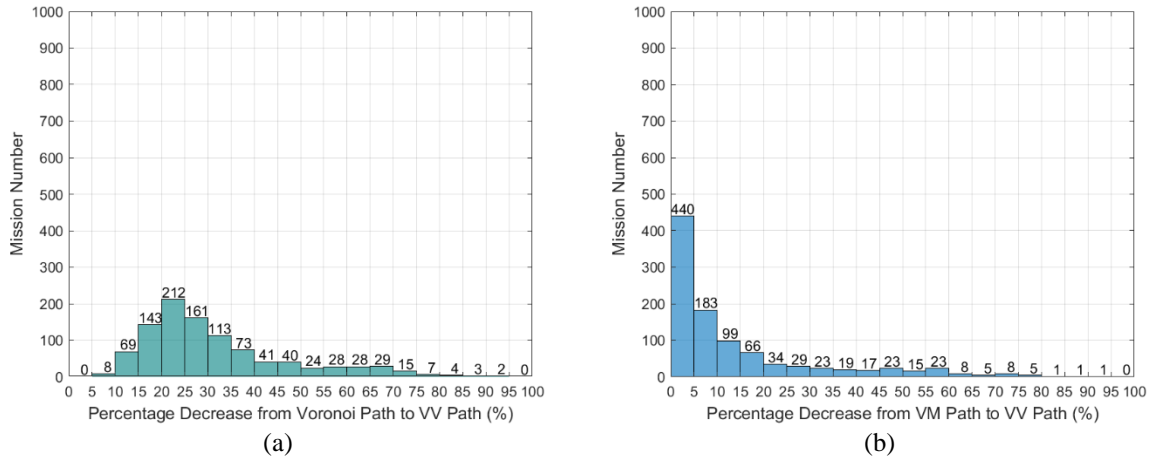 1000
900
800
700
600
500
400
300
200
100
0
Mission Number
0 8 69 143 212 161 113 73 41 40 24 28 28 29 15 7 4 3 2 0
0 5 10 15 20 25 30 35 40 45 50 55 60 65 70 75 80 85 90 95 100
Percentage Decrease from Voronoi Path to VV Path (%)
(a)
1000
900
800
700
600
500
400
300
200
100
0
Mission Number
440 183 99 66 34 29 23 19 17 23 15 23 8 5 8 5 1 1 1 0
0 5 10 15 20 25 30 35 40 45 50 55 60 65 70 75 80 85 90 95 100
Percentage Decrease from VM Path to VV Path (%)
(b)